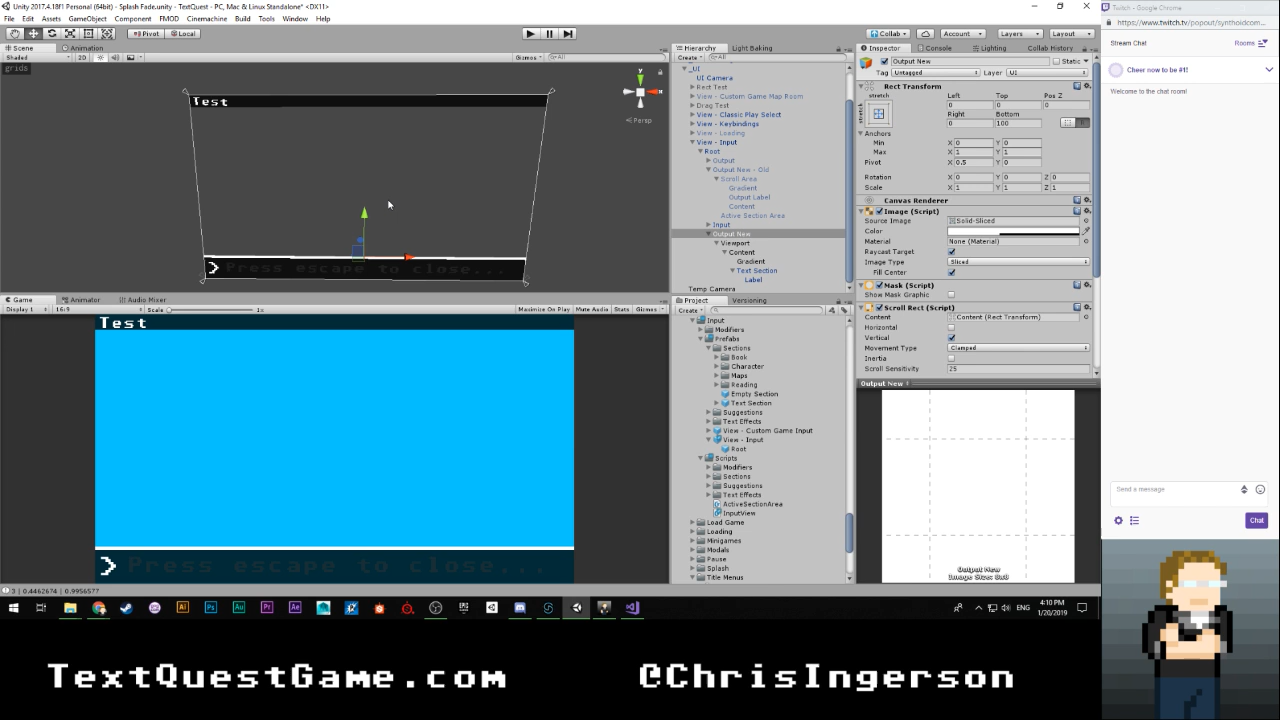 Unity 2017.4.18f1 Personal (64bit) - Splash Fade.unity - TextQuest - PC, Mac & Linux Standalone* <DX11>
File Edit Assets GameObject Component FMOD Cinemachine Build Tools Window Help
Pivot Local
Collab Account Layers Layout
Scene Animation
Shaded 2D Gizmos All
grids
Test
Persp
Press escape to close...
Game Animator Audio Mixer
Display 1 16:9 Scale 1x Maximize On Play Mute Audio Stats Gizmos
Test
Press escape to close...
0.4462674 | 0.9956577
Hierarchy Light Baking
Create All
_UI
UI Camera
Rect Test
View - Custom Game Map Room
Drag Test
View - Classic Play Select
View - Keybindings
View - Loading
View - Input
Root
Output
Output New - Old
Scroll Area
Gradient
Output Label
Content
Active Section Area
Input
Output New
Viewport
Content
Gradient
Text Section
Label
Temp Camera
Project Versioning
Create
Input
Modifiers
Prefabs
Sections
Book
Character
Maps
Reading
Empty Section
Text Section
Suggestions
Text Effects
View - Custom Game Input
View - Input
Root
Scripts
Modifiers
Sections
Suggestions
Text Effects
ActiveSectionArea
InputView
Load Game
Loading
Minigames
Modals
Pause
Splash
Title Menus
Inspector Console Lighting Collab History
Output New Static
Tag Untagged Layer UI
Rect Transform
stretch Left Top Pos Z
stretch 0 0 0
Right Bottom
0 100 R
Anchors
Min X 0 Y 0
Max X 1 Y 1
Pivot X 0.5 Y 0
Rotation X 0 Y 0 Z 0
Scale X 1 Y 1 Z 1
Canvas Renderer
Image (Script)
Source Image Solid-Sliced
Color
Material None (Material)
Raycast Target
Image Type Sliced
Fill Center
Mask (Script)
Show Mask Graphic
Scroll Rect (Script)
Content Content (Rect Transform)
Horizontal
Vertical
Movement Type Clamped
Inertia
Scroll Sensitivity 25
Output New
Output New
Image Size: 8x8
Twitch - Google Chrome
https://www.twitch.tv/popout/synthoidcom...
Stream Chat Rooms
Cheer now to be #1!
Welcome to the chat room!
Send a message
Chat
ENG
4:10 PM
1/20/2019
TextQuestGame.com @ChrisIngerson